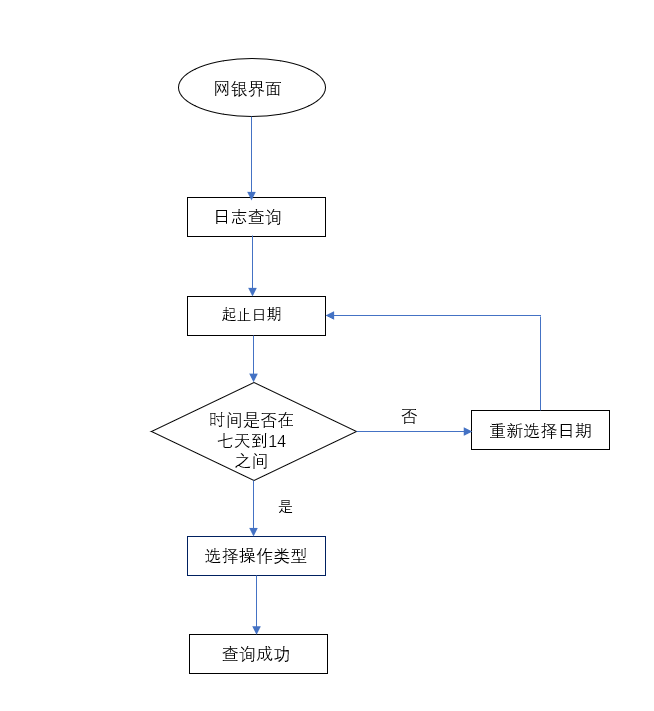 网银界面
日志查询
起止日期
时间是否在
七天到14
之间
否
重新选择日期
是
选择操作类型
查询成功